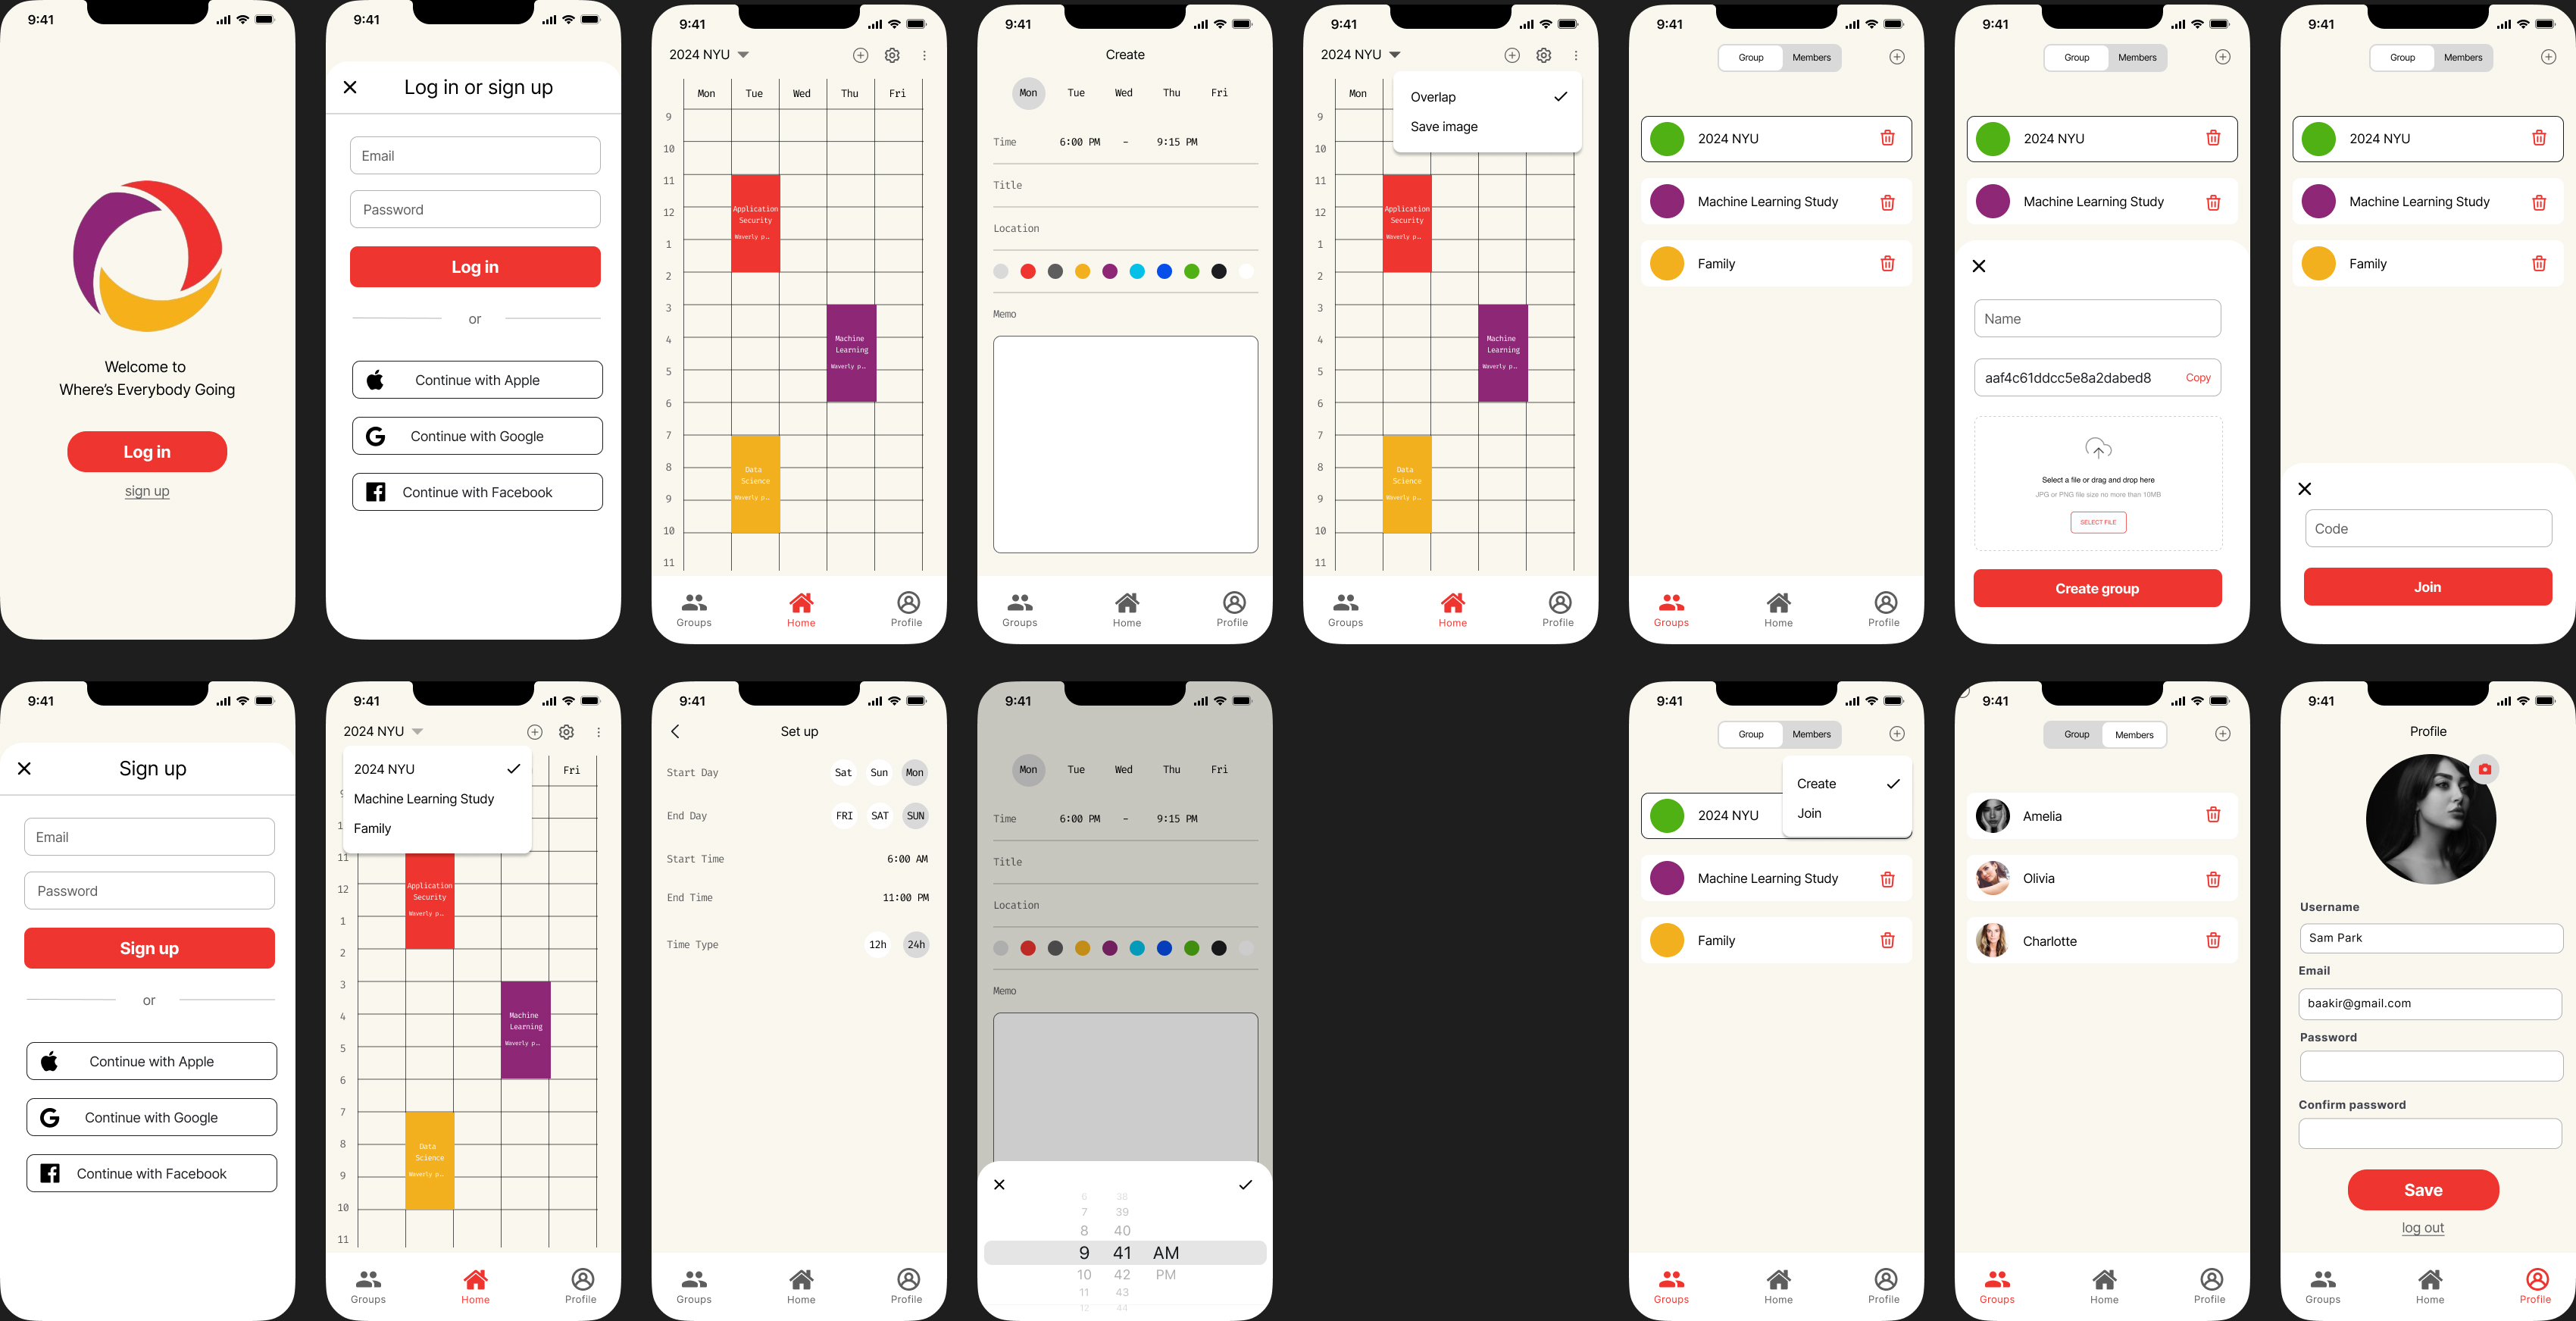 9:41
Welcome to
Where's Everybody Going
Log in
sign up
9:41
Log in or sign up
Email
Password
Log in
or
Continue with Apple
Continue with Google
Continue with Facebook
9:41
2024 NYU
Mon Tue Wed Thu Fri
9
10
11
12
1
2
3
4
5
6
7
8
9
10
11
Application
Security
Waverly p..
Machine
Learning
Waverly p..
Data
Science
Waverly p..
Groups Home Profile
9:41
Create
Mon Tue Wed Thu Fri
Time 6:00 PM - 9:15 PM
Title
Location
Memo
Groups Home Profile
9:41
2024 NYU
Overlap
Save image
Mon
9
10
11
12
1
2
3
4
5
6
7
8
9
10
11
Application
Security
Waverly p..
Machine
Learning
Waverly p..
Data
Science
Waverly p..
Groups Home Profile
9:41
Group Members
2024 NYU
Machine Learning Study
Family
Groups Home Profile
9:41
Group Members
2024 NYU
Machine Learning Study
Name
aaf4c61ddcc5e8a2dabed8 Copy
Select a file or drag and drop here
JPG or PNG file size no more than 10MB
SELECT FILE
Create group
9:41
Group Members
2024 NYU
Machine Learning Study
Family
Code
Join
9:41
Sign up
Email
Password
Sign up
or
Continue with Apple
Continue with Google
Continue with Facebook
9:41
2024 NYU
2024 NYU
Machine Learning Study
Family
Fri
11
12
1
2
3
4
5
6
7
8
9
10
11
Application
Security
Waverly p..
Machine
Learning
Waverly p..
Data
Science
Waverly p..
Groups Home Profile
9:41
Set up
Start Day Sat Sun Mon
End Day FRI SAT SUN
Start Time 6:00 AM
End Time 11:00 PM
Time Type 12h 24h
Groups Home Profile
9:41
Mon Tue Wed Thu Fri
Time 6:00 PM - 9:15 PM
Title
Location
Memo
6 38
7 39
8 40
9 41 AM
10 42 PM
11 43
12 44
9:41
Group Members
Create
Join
2024 NYU
Machine Learning Study
Family
Groups Home Profile
9:41
Group Members
Amelia
Olivia
Charlotte
Groups Home Profile
9:41
Profile
Username
Sam Park
Email
baakir@gmail.com
Password
Confirm password
Save
log out
Groups Home Profile